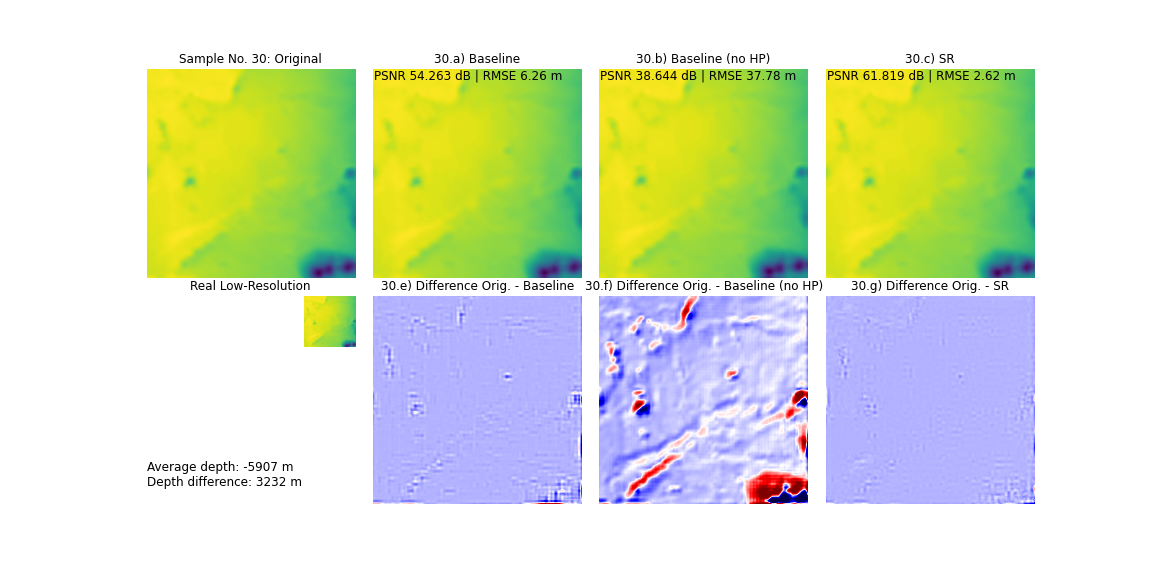 Sample No. 30: Original
30.a) Baseline
30.b) Baseline (no HP)
30.c) SR
PSNR 54.263 dB | RMSE 6.26 m
PSNR 38.644 dB | RMSE 37.78 m
PSNR 61.819 dB | RMSE 2.62 m
Real Low-Resolution
30.e) Difference Orig. - Baseline
30.f) Difference Orig. - Baseline (no HP)
30.g) Difference Orig. - SR
Average depth: -5907 m
Depth difference: 3232 m